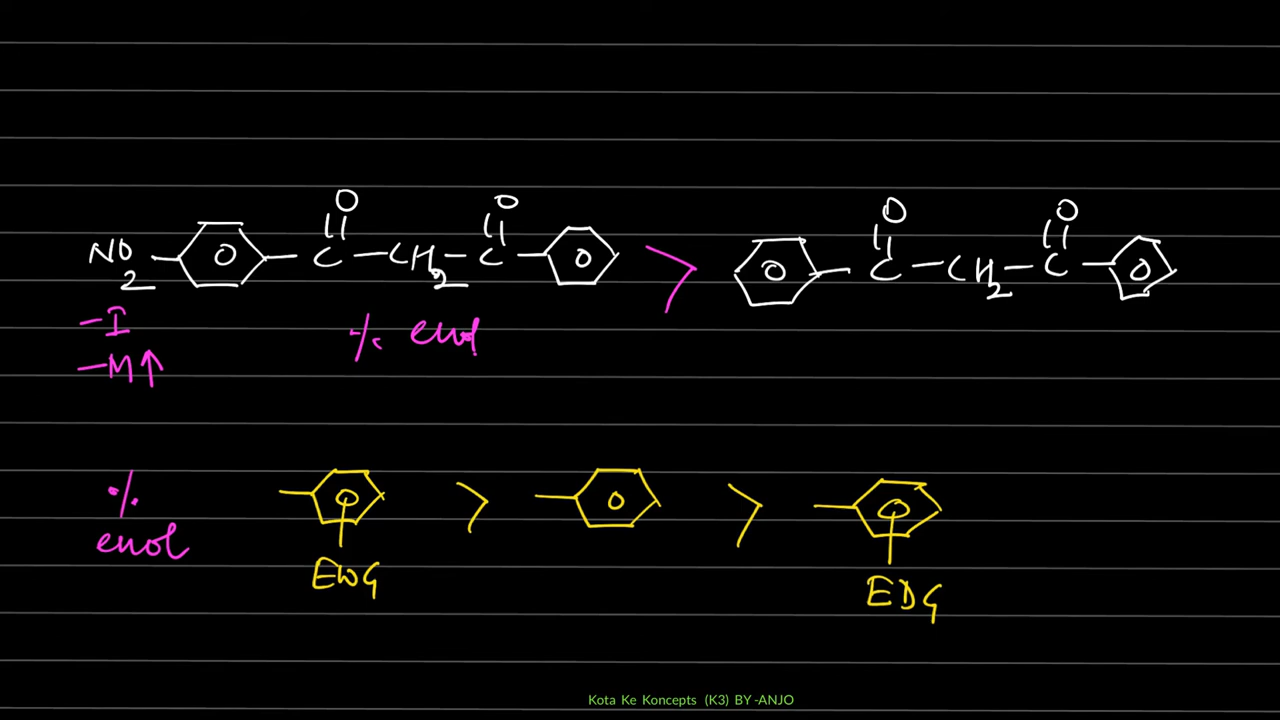 O O O O
NO2 — C — CH2 — C — > — C — CH2 — C —
-I % enol
-M↑
% > >
enol
EWG EDG
Kota Ke Koncepts (K3) BY -ANJO